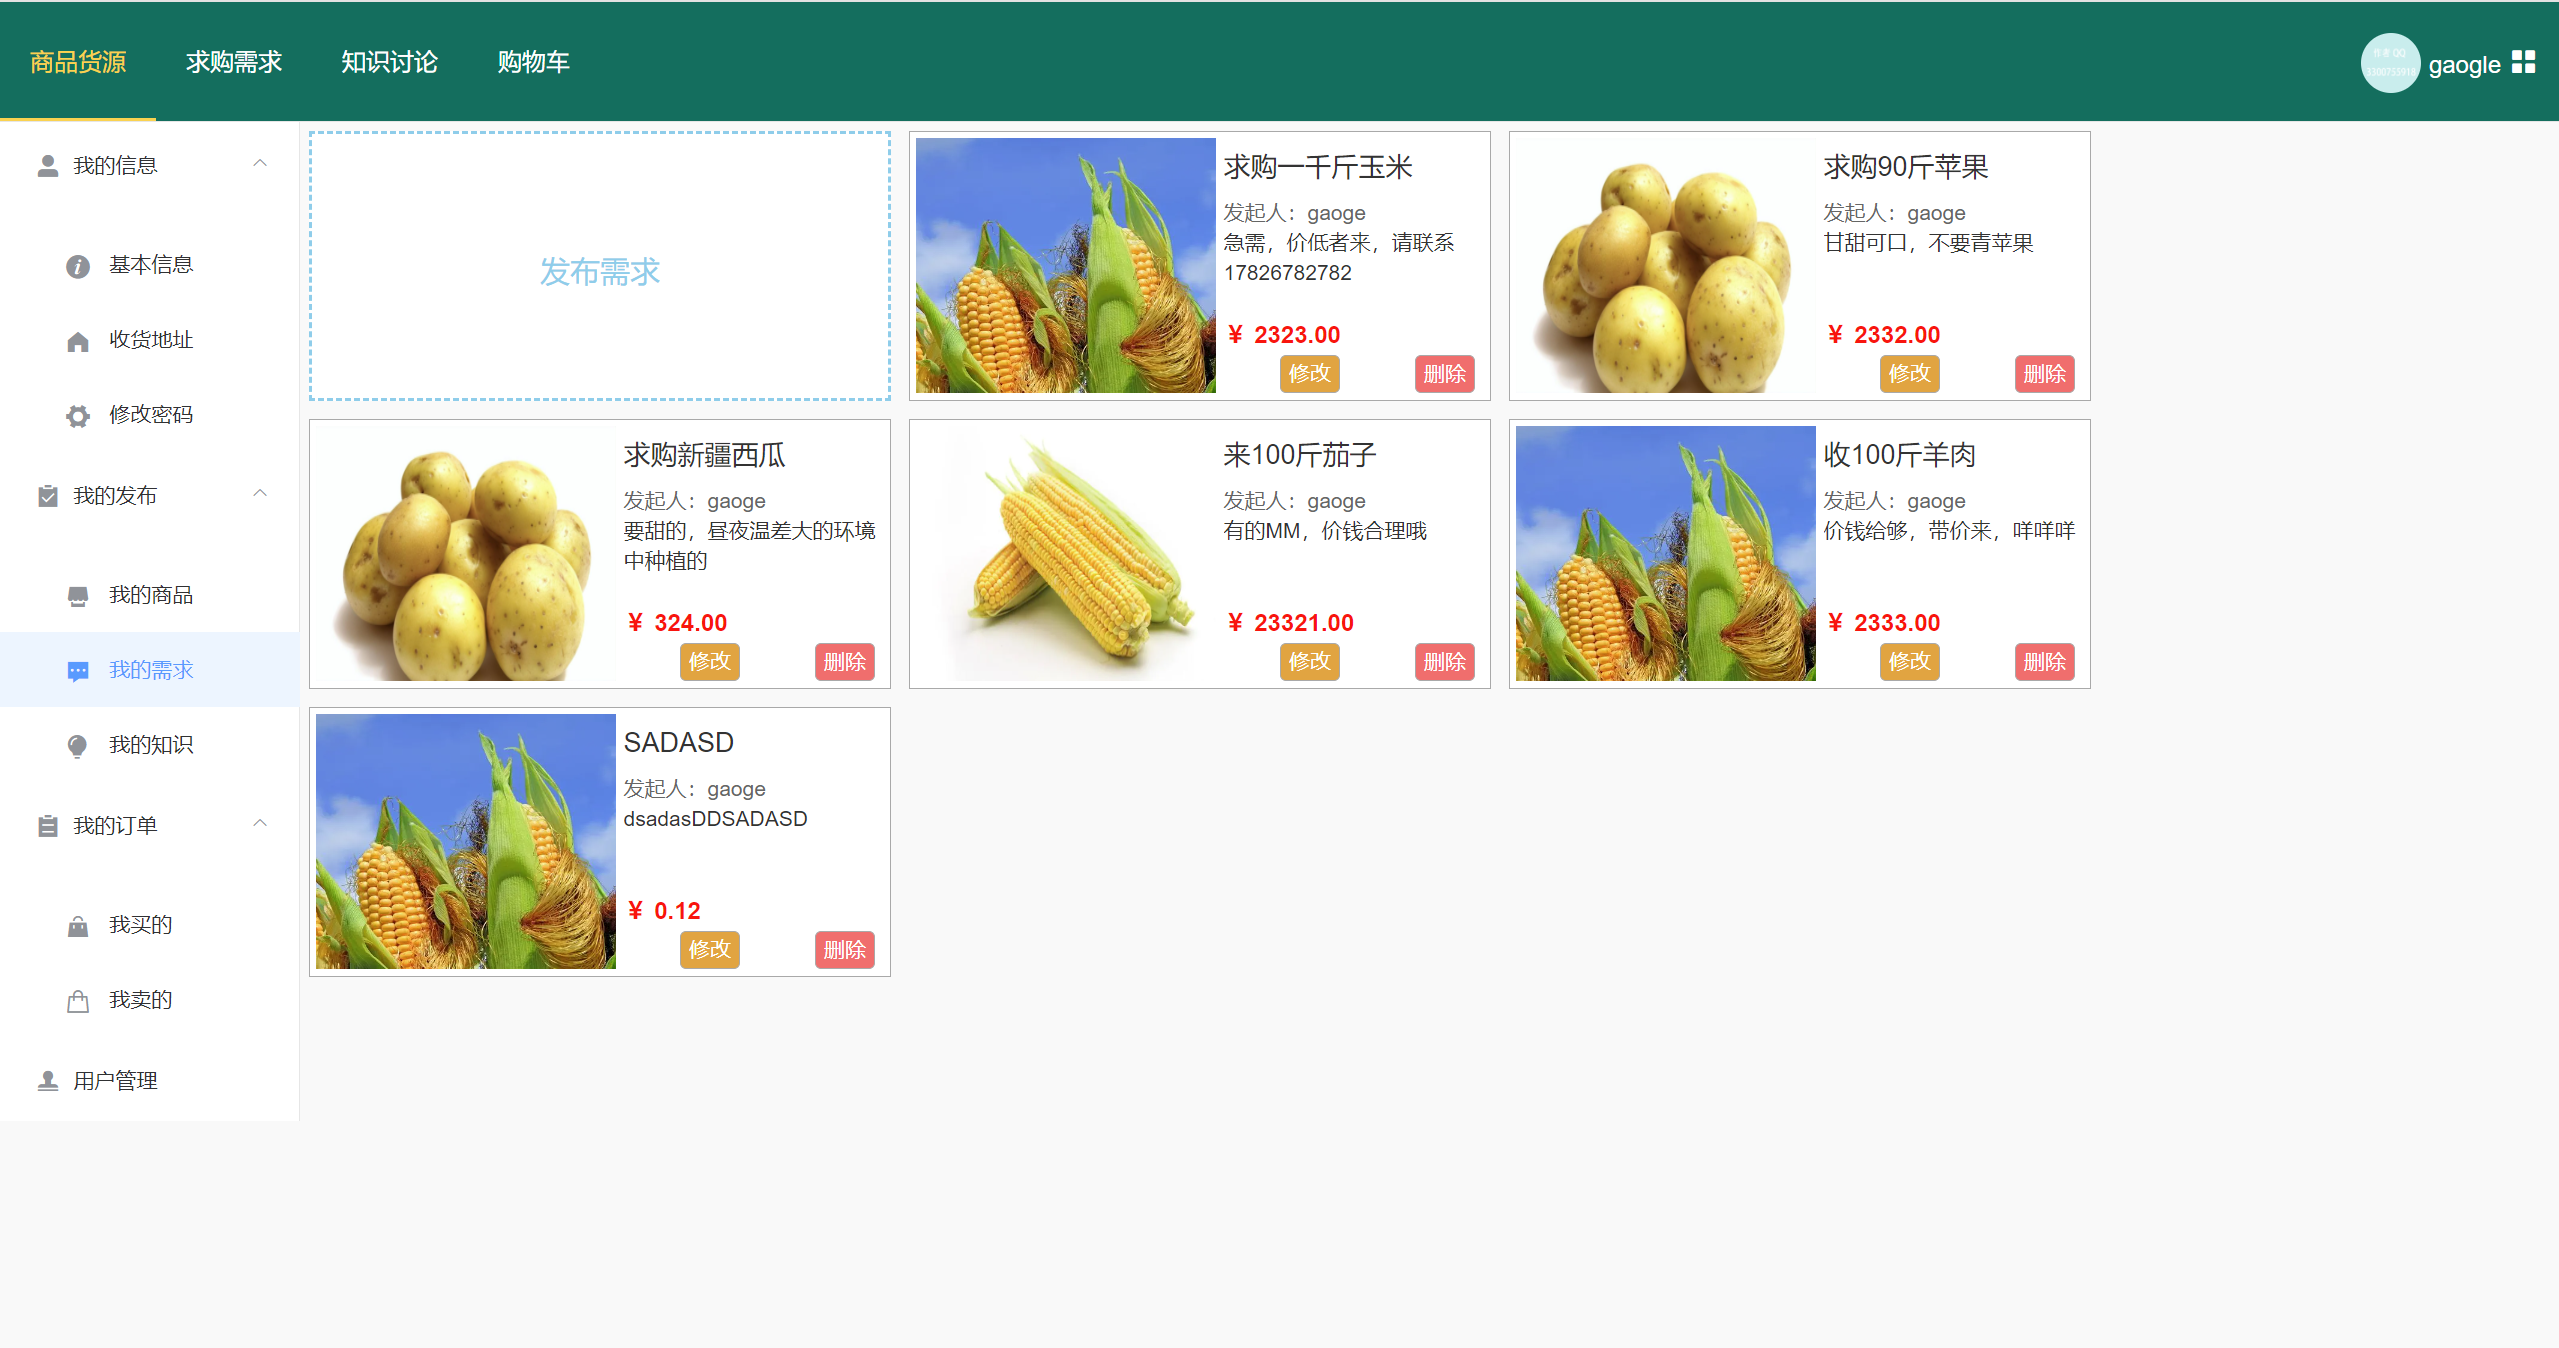 商品货源
求购需求
知识讨论
购物车
作者 QQ
gaogle
我的信息
基本信息
收货地址
修改密码
我的发布
我的商品
我的需求
我的知识
我的订单
我买的
我卖的
用户管理
发布需求
求购一千斤玉米
发起人：gaoge
急需，价低者来，请联系
17826782782
¥ 2323.00
修改
删除
求购90斤苹果
发起人：gaoge
甘甜可口，不要青苹果
¥ 2332.00
修改
删除
求购新疆西瓜
发起人：gaoge
要甜的，昼夜温差大的环境
中种植的
¥ 324.00
修改
删除
来100斤茄子
发起人：gaoge
有的MM，价钱合理哦
¥ 23321.00
修改
删除
收100斤羊肉
发起人：gaoge
价钱给够，带价来，咩咩咩
¥ 2333.00
修改
删除
SADASD
发起人：gaoge
dsadasDDSADASD
¥ 0.12
修改
删除